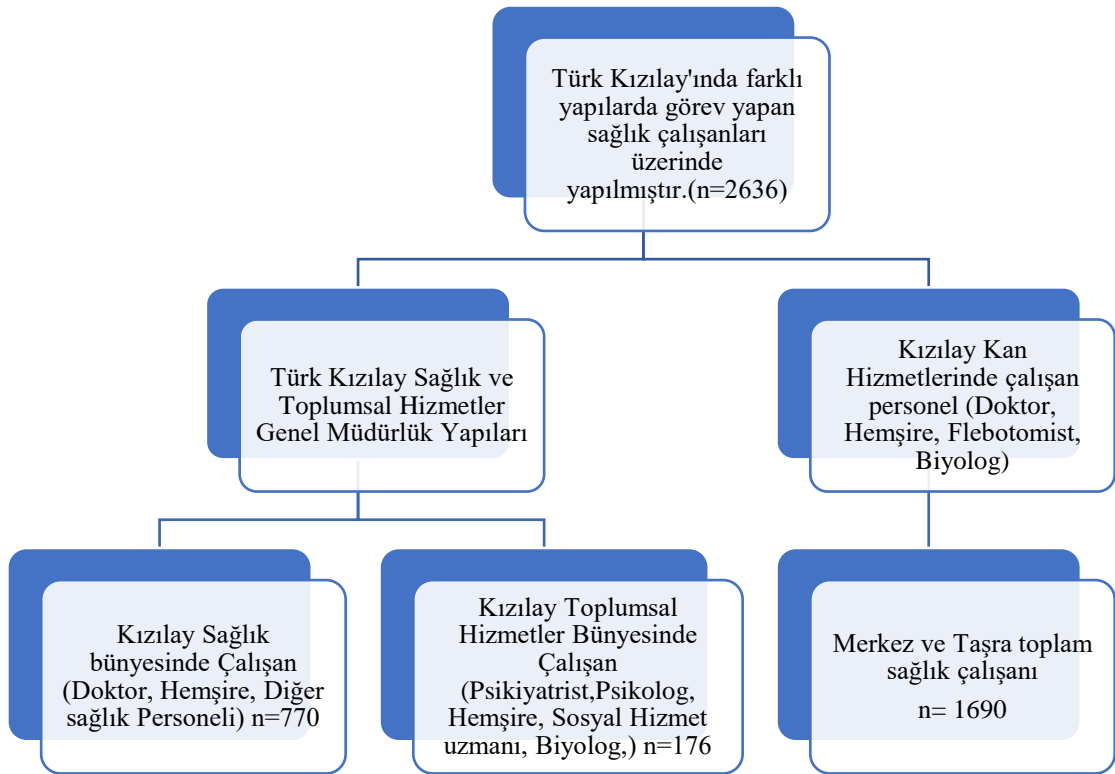 Türk Kızılay'ında farklı
yapılarda görev yapan
sağlık çalışanları
üzerinde
yapılmıştır.(n=2636)
Türk Kızılay Sağlık ve
Toplumsal Hizmetler
Genel Müdürlük Yapıları
Kızılay Kan
Hizmetlerinde çalışan
personel (Doktor,
Hemşire, Flebotomist,
Biyolog)
Kızılay Sağlık
bünyesinde Çalışan
(Doktor, Hemşire, Diğer
sağlık Personeli) n=770
Kızılay Toplumsal
Hizmetler Bünyesinde
Çalışan
(Psikiyatrist,Psikolog,
Hemşire, Sosyal Hizmet
uzmanı, Biyolog,) n=176
Merkez ve Taşra toplam
sağlık çalışanı
n= 1690